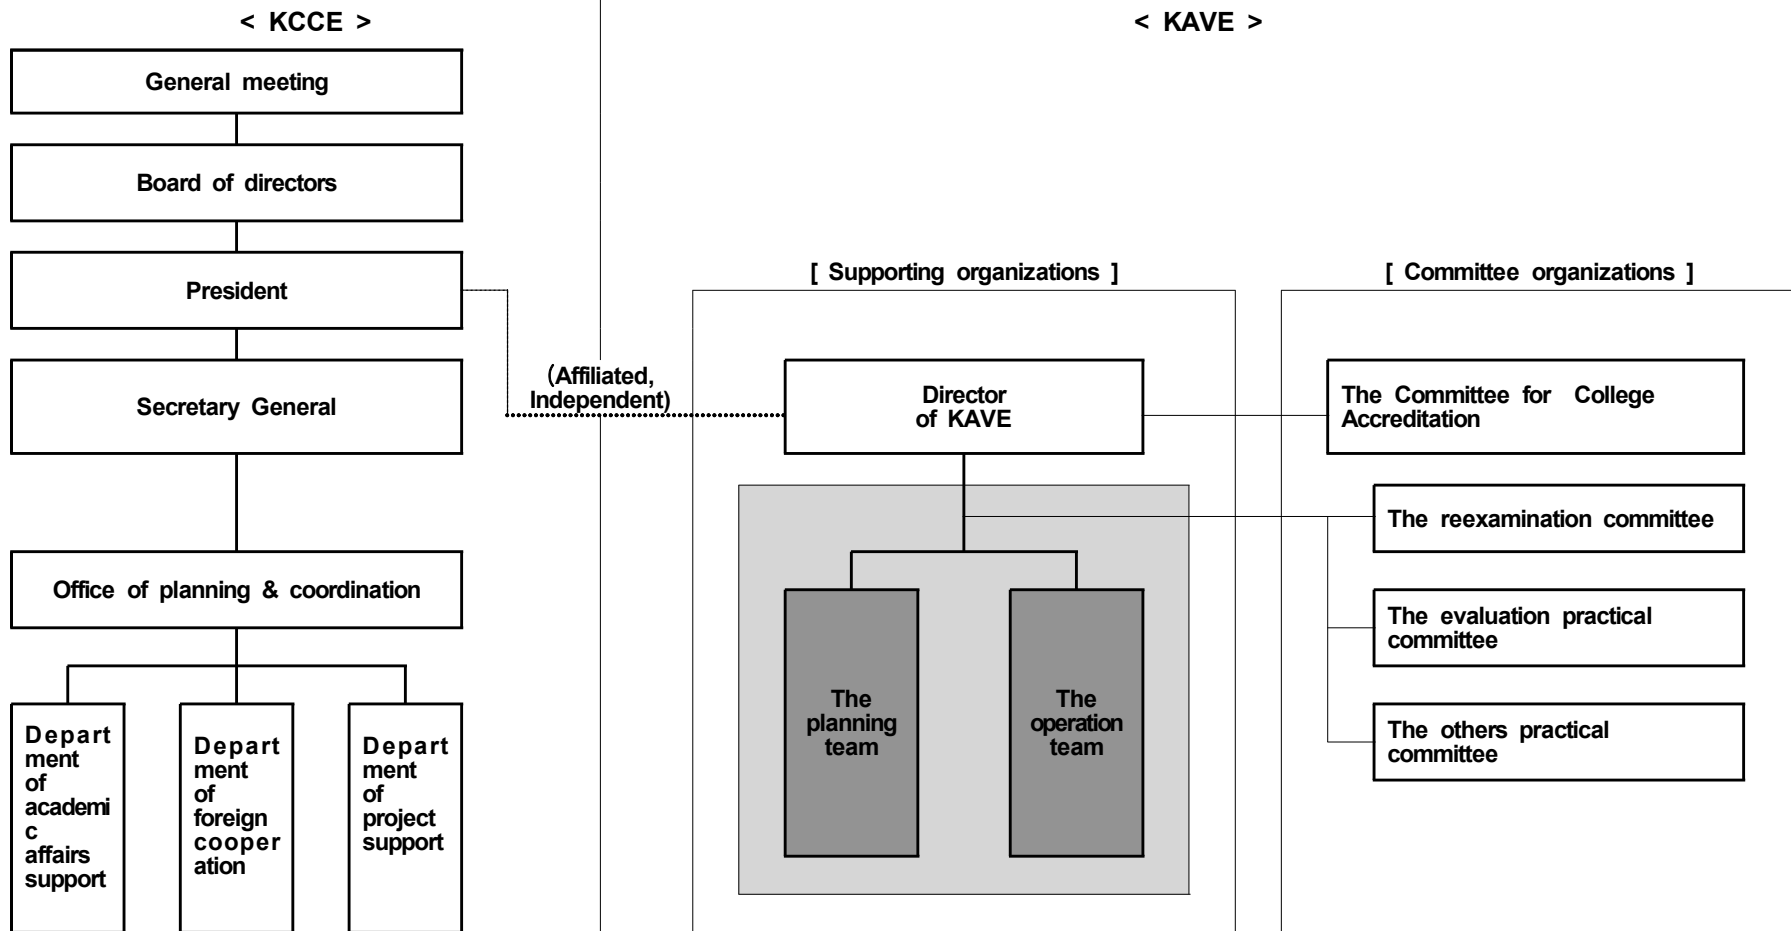 < KCCE >
General meeting
Board of directors
President
Secretary General
Office of planning & coordination
Depart
ment
of
academi
c
affairs
support
Depart
ment
of
foreign
cooper
ation
Depart
ment
of
project
support
(Affiliated,
Independent)
< KAVE >
[ Supporting organizations ]
Director
of KAVE
The
planning
team
The
operation
team
[ Committee organizations ]
The Committee for College
Accreditation
The reexamination committee
The evaluation practical
committee
The others practical
committee